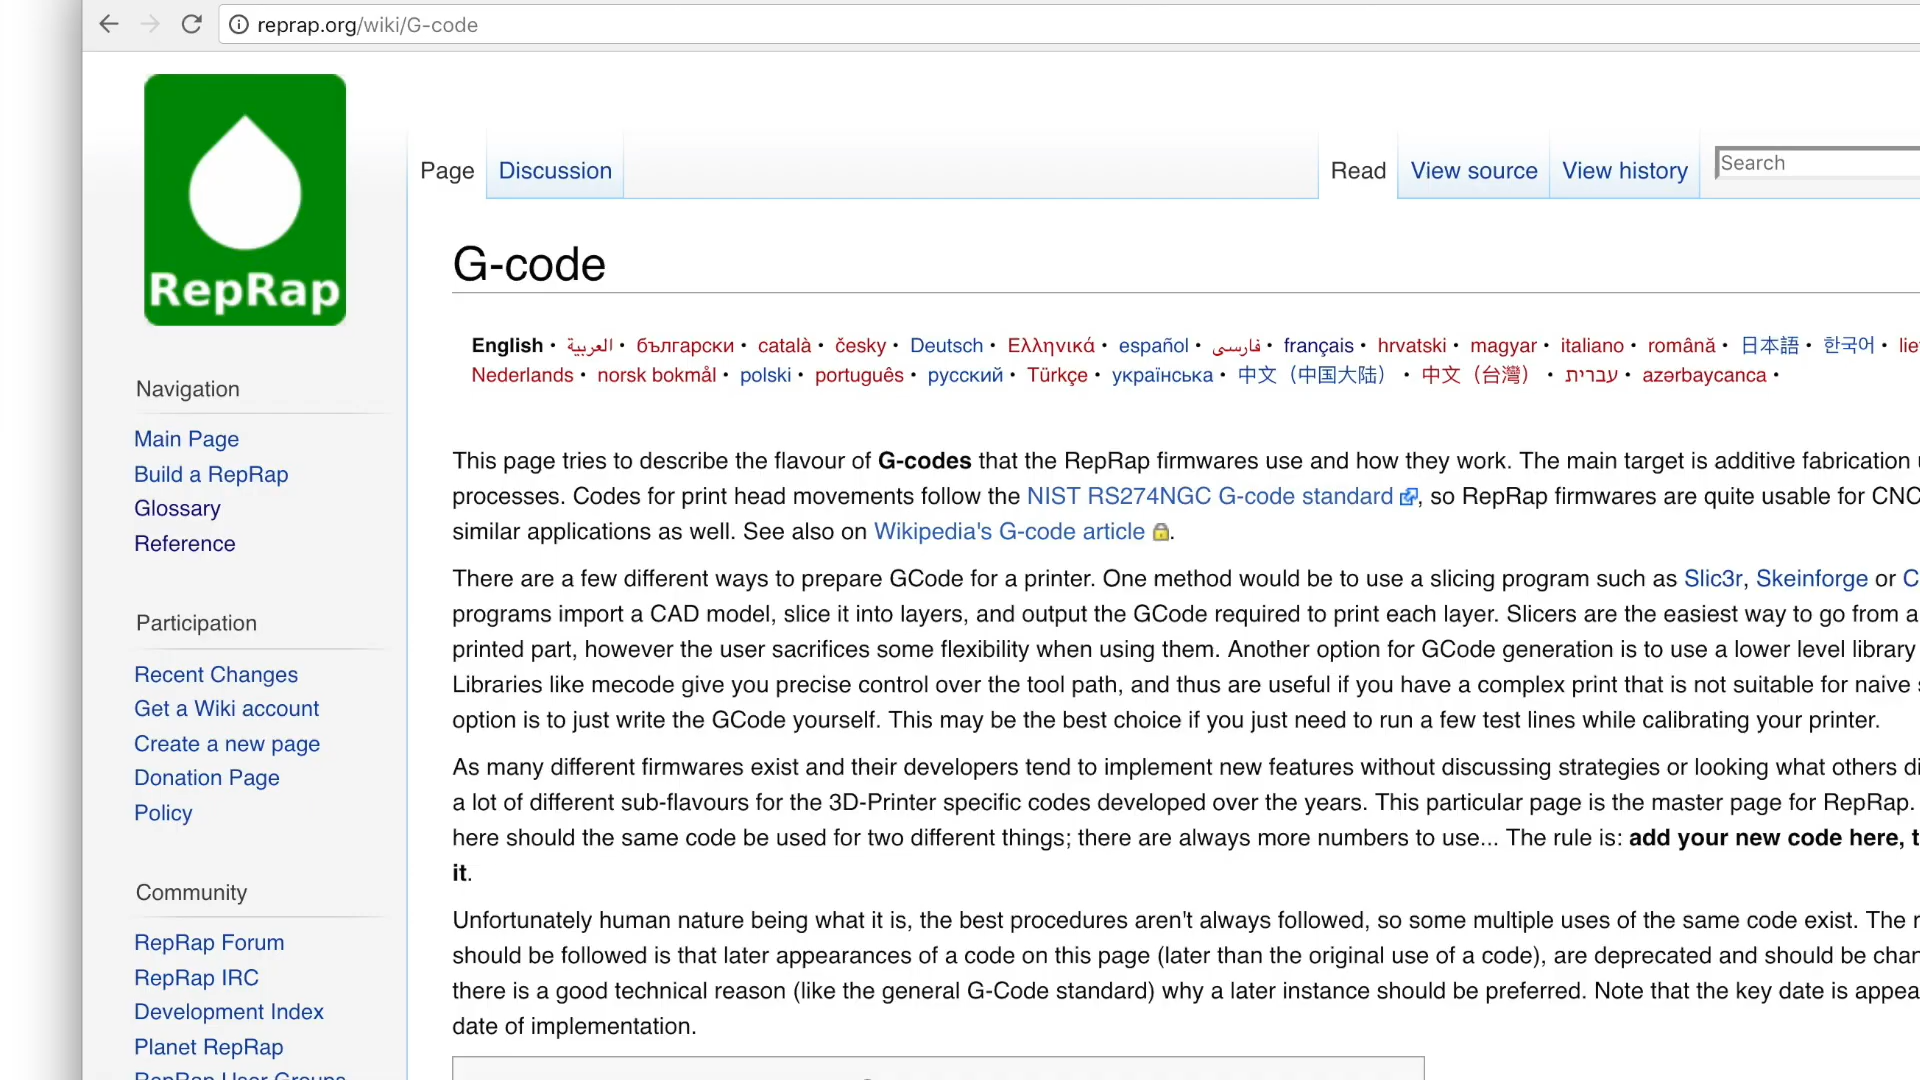 reprap.org/wiki/G-code
RepRap
Page Discussion Read View source View history Search
G-code
English • العربية • български • català • česky • Deutsch • Ελληνικά • español • فارسی • français • hrvatski • magyar • italiano • română • 日本語 • 한국어 • lie
Nederlands • norsk bokmål • polski • português • русский • Türkçe • українська • 中文（中国大陆） • 中文（台灣） • עברית • azərbaycanca •
Navigation
Main Page
Build a RepRap
Glossary
Reference
Participation
Recent Changes
Get a Wiki account
Create a new page
Donation Page
Policy
Community
RepRap Forum
RepRap IRC
Development Index
Planet RepRap
RepRap User Groups
This page tries to describe the flavour of G-codes that the RepRap firmwares use and how they work. The main target is additive fabrication
processes. Codes for print head movements follow the NIST RS274NGC G-code standard, so RepRap firmwares are quite usable for CNC
similar applications as well. See also on Wikipedia's G-code article.
There are a few different ways to prepare GCode for a printer. One method would be to use a slicing program such as Slic3r, Skeinforge or C
programs import a CAD model, slice it into layers, and output the GCode required to print each layer. Slicers are the easiest way to go from a
printed part, however the user sacrifices some flexibility when using them. Another option for GCode generation is to use a lower level library
Libraries like mecode give you precise control over the tool path, and thus are useful if you have a complex print that is not suitable for naive
option is to just write the GCode yourself. This may be the best choice if you just need to run a few test lines while calibrating your printer.
As many different firmwares exist and their developers tend to implement new features without discussing strategies or looking what others di
a lot of different sub-flavours for the 3D-Printer specific codes developed over the years. This particular page is the master page for RepRap.
here should the same code be used for two different things; there are always more numbers to use... The rule is: add your new code here, t
it.
Unfortunately human nature being what it is, the best procedures aren't always followed, so some multiple uses of the same code exist. The
should be followed is that later appearances of a code on this page (later than the original use of a code), are deprecated and should be chan
there is a good technical reason (like the general G-Code standard) why a later instance should be preferred. Note that the key date is appea
date of implementation.